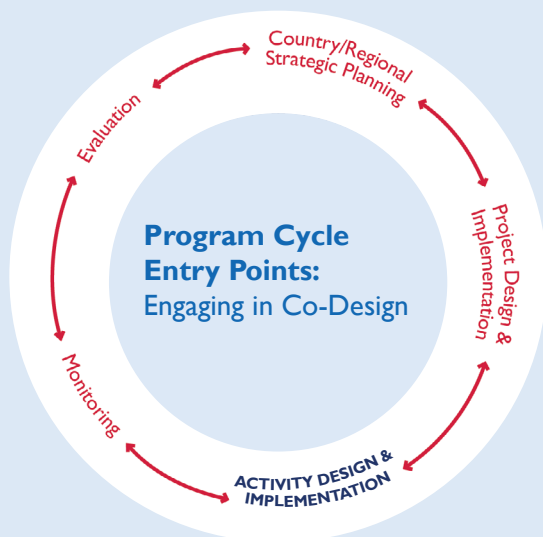 Program Cycle
Entry Points:
Engaging in Co-Design
Country/Regional
Strategic Planning
Project Design &
Implementation
ACTIVITY DESIGN &
IMPLEMENTATION
Monitoring
Evaluation